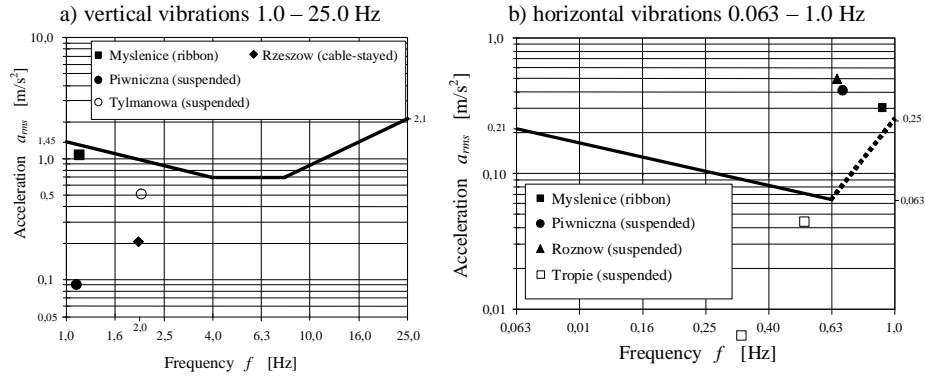 a) vertical vibrations 1.0 – 25.0 Hz
10,0
Myslenice (ribbon)
Rzeszow (cable-stayed)
Piwniczna (suspended)
Tylmanowa (suspended)
2,1
1,45
1,0
0,5
0,1
0,05
1,0
1,6
2,0
2,5
4,0
6,3
10,0
15,0
25,0
Acceleration a_rms [m/s²]
Frequency f [Hz]
b) horizontal vibrations 0.063 – 1.0 Hz
1,0
0,21
0,25
0,10
0,063
Myslenice (ribbon)
Piwniczna (suspended)
Roznow (suspended)
Tropie (suspended)
0,01
0,063
0,01
0,16
0,25
0,40
0,63
1,0
Acceleration a_rms [m/s²]
Frequency f [Hz]